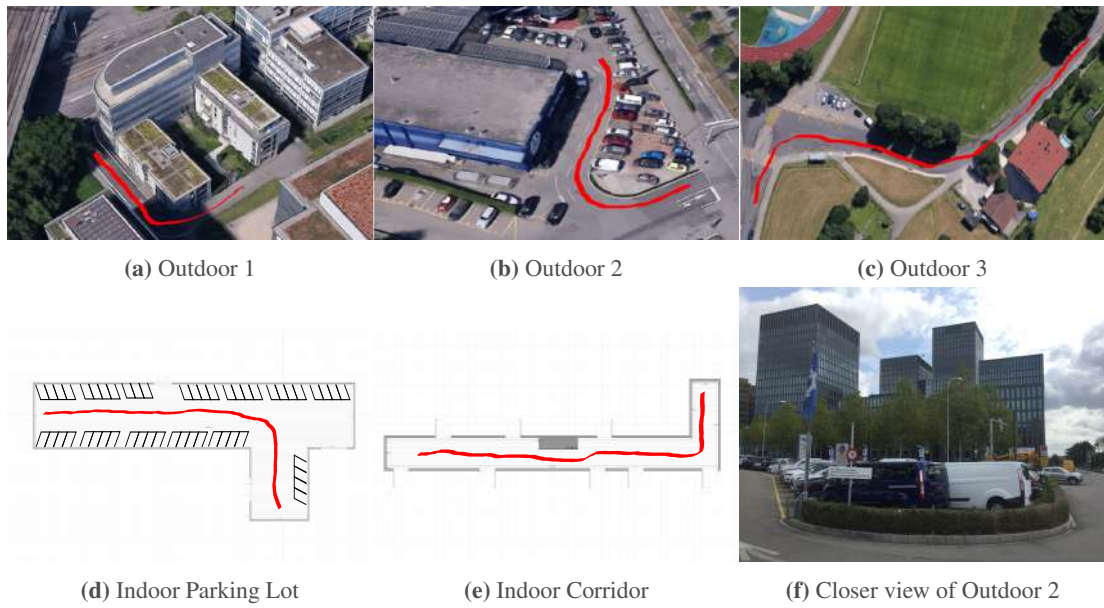 (a) Outdoor 1
(b) Outdoor 2
(c) Outdoor 3
(d) Indoor Parking Lot
(e) Indoor Corridor
(f) Closer view of Outdoor 2